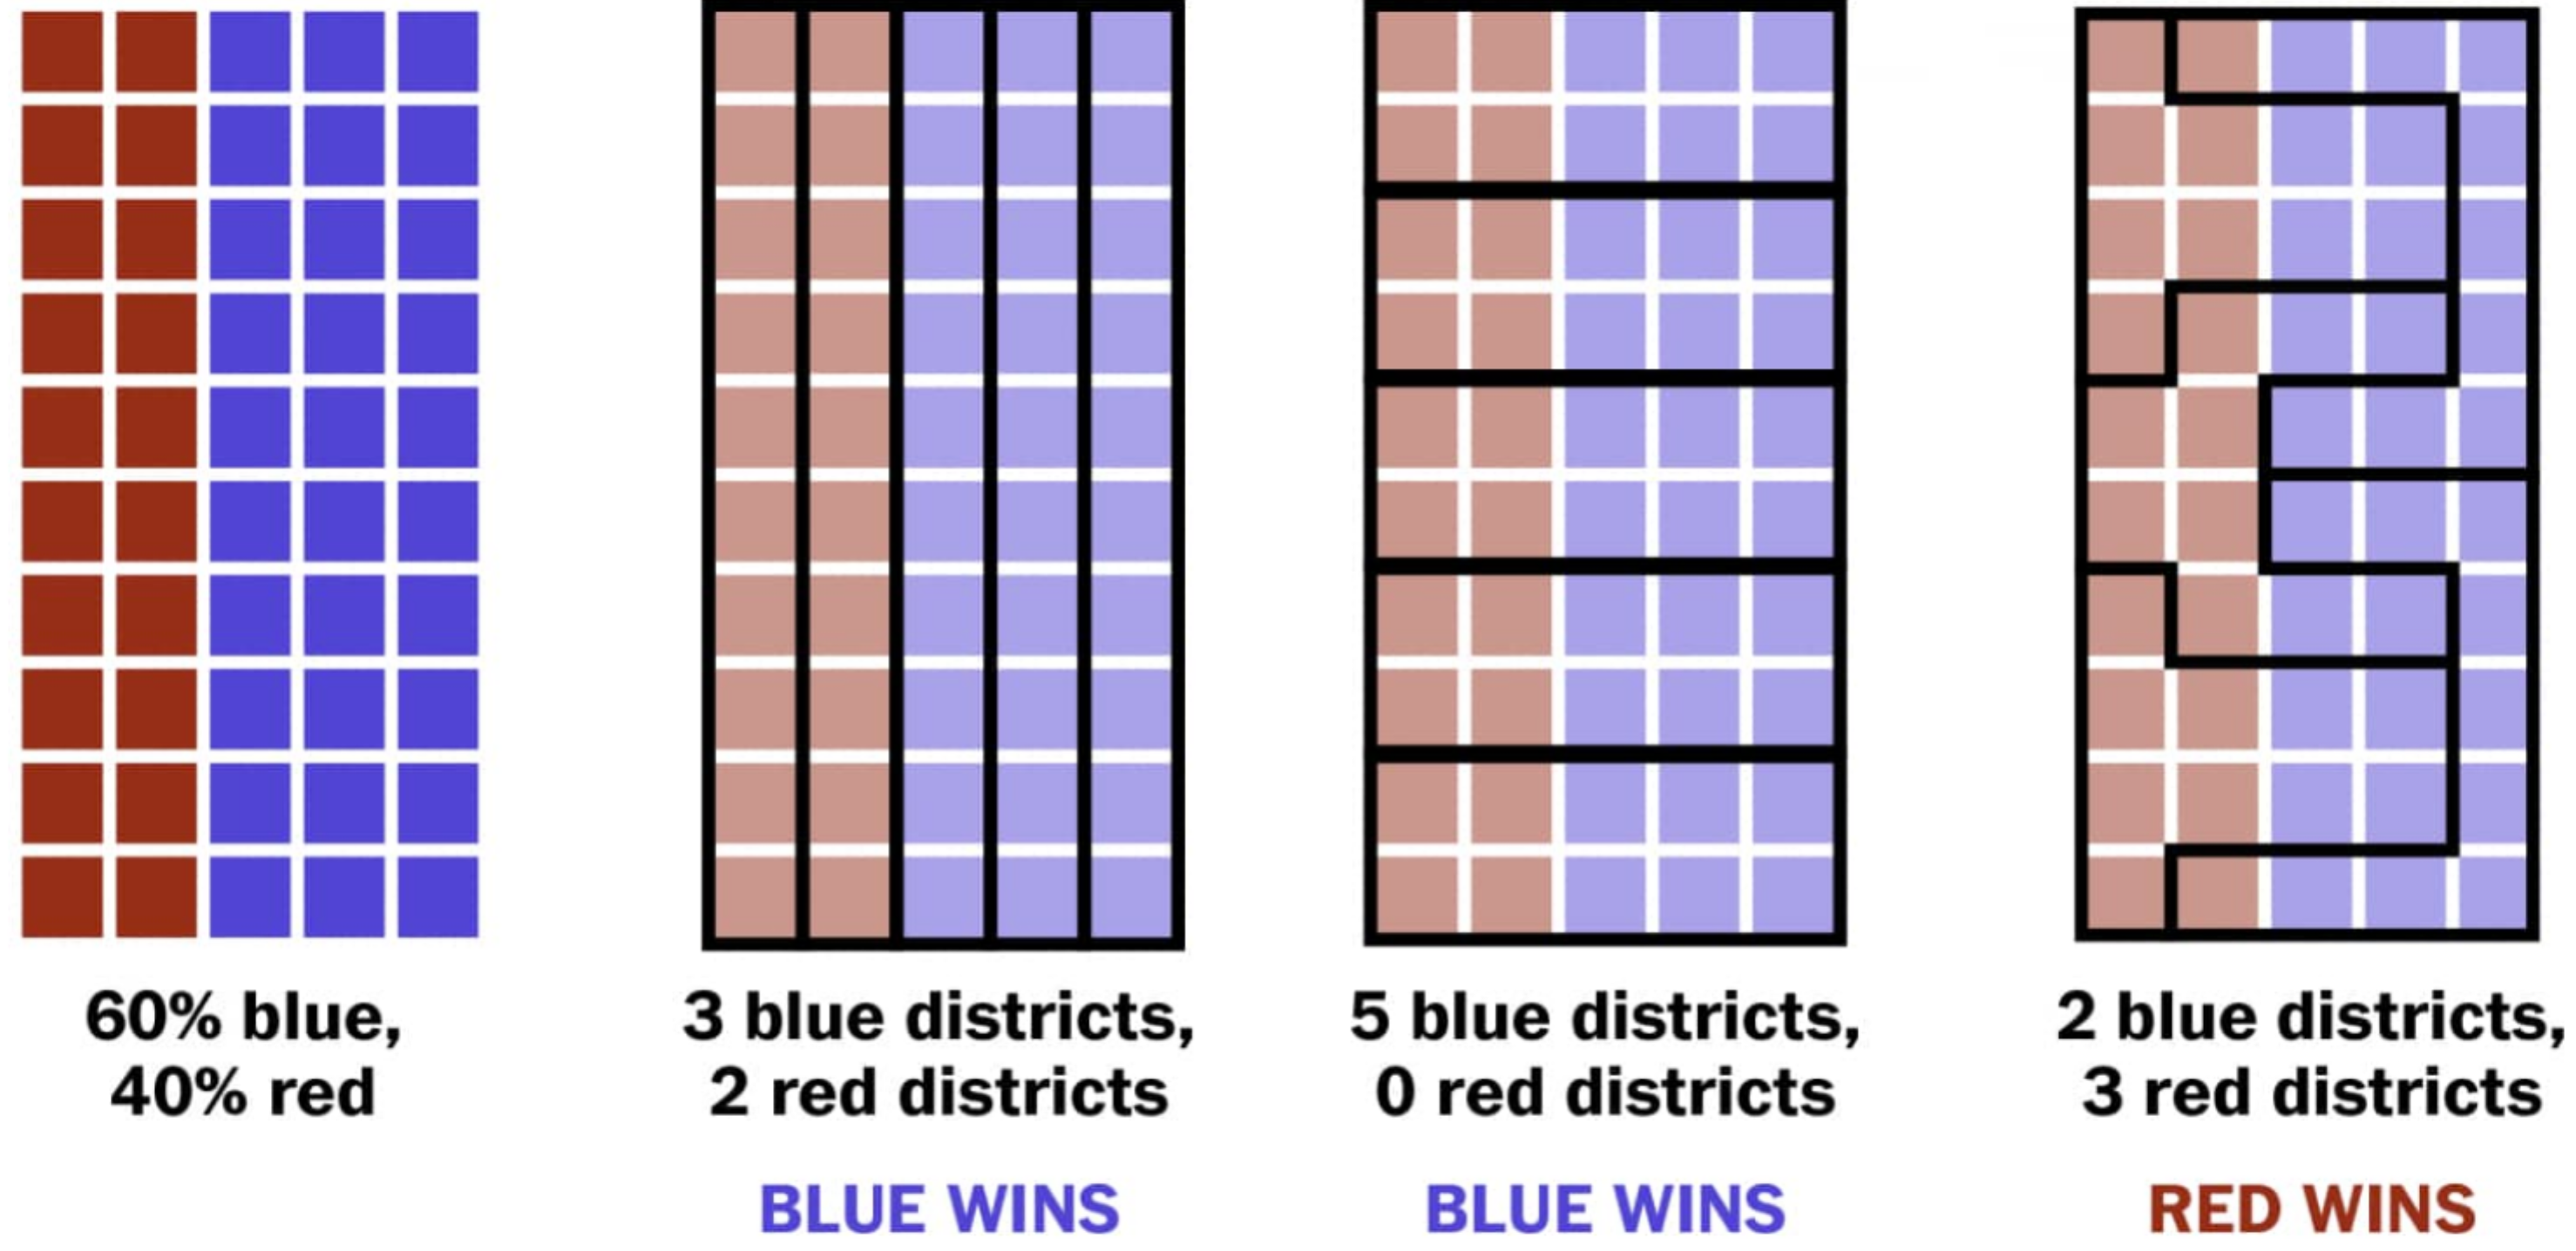 60% blue,
40% red
3 blue districts,
2 red districts
BLUE WINS
5 blue districts,
0 red districts
BLUE WINS
2 blue districts,
3 red districts
RED WINS